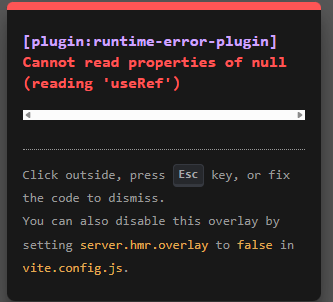 [plugin:runtime-error-plugin]
Cannot read properties of null
(reading 'useRef')
Click outside, press Esc key, or fix
the code to dismiss.
You can also disable this overlay by
setting server.hmr.overlay to false in
vite.config.js.